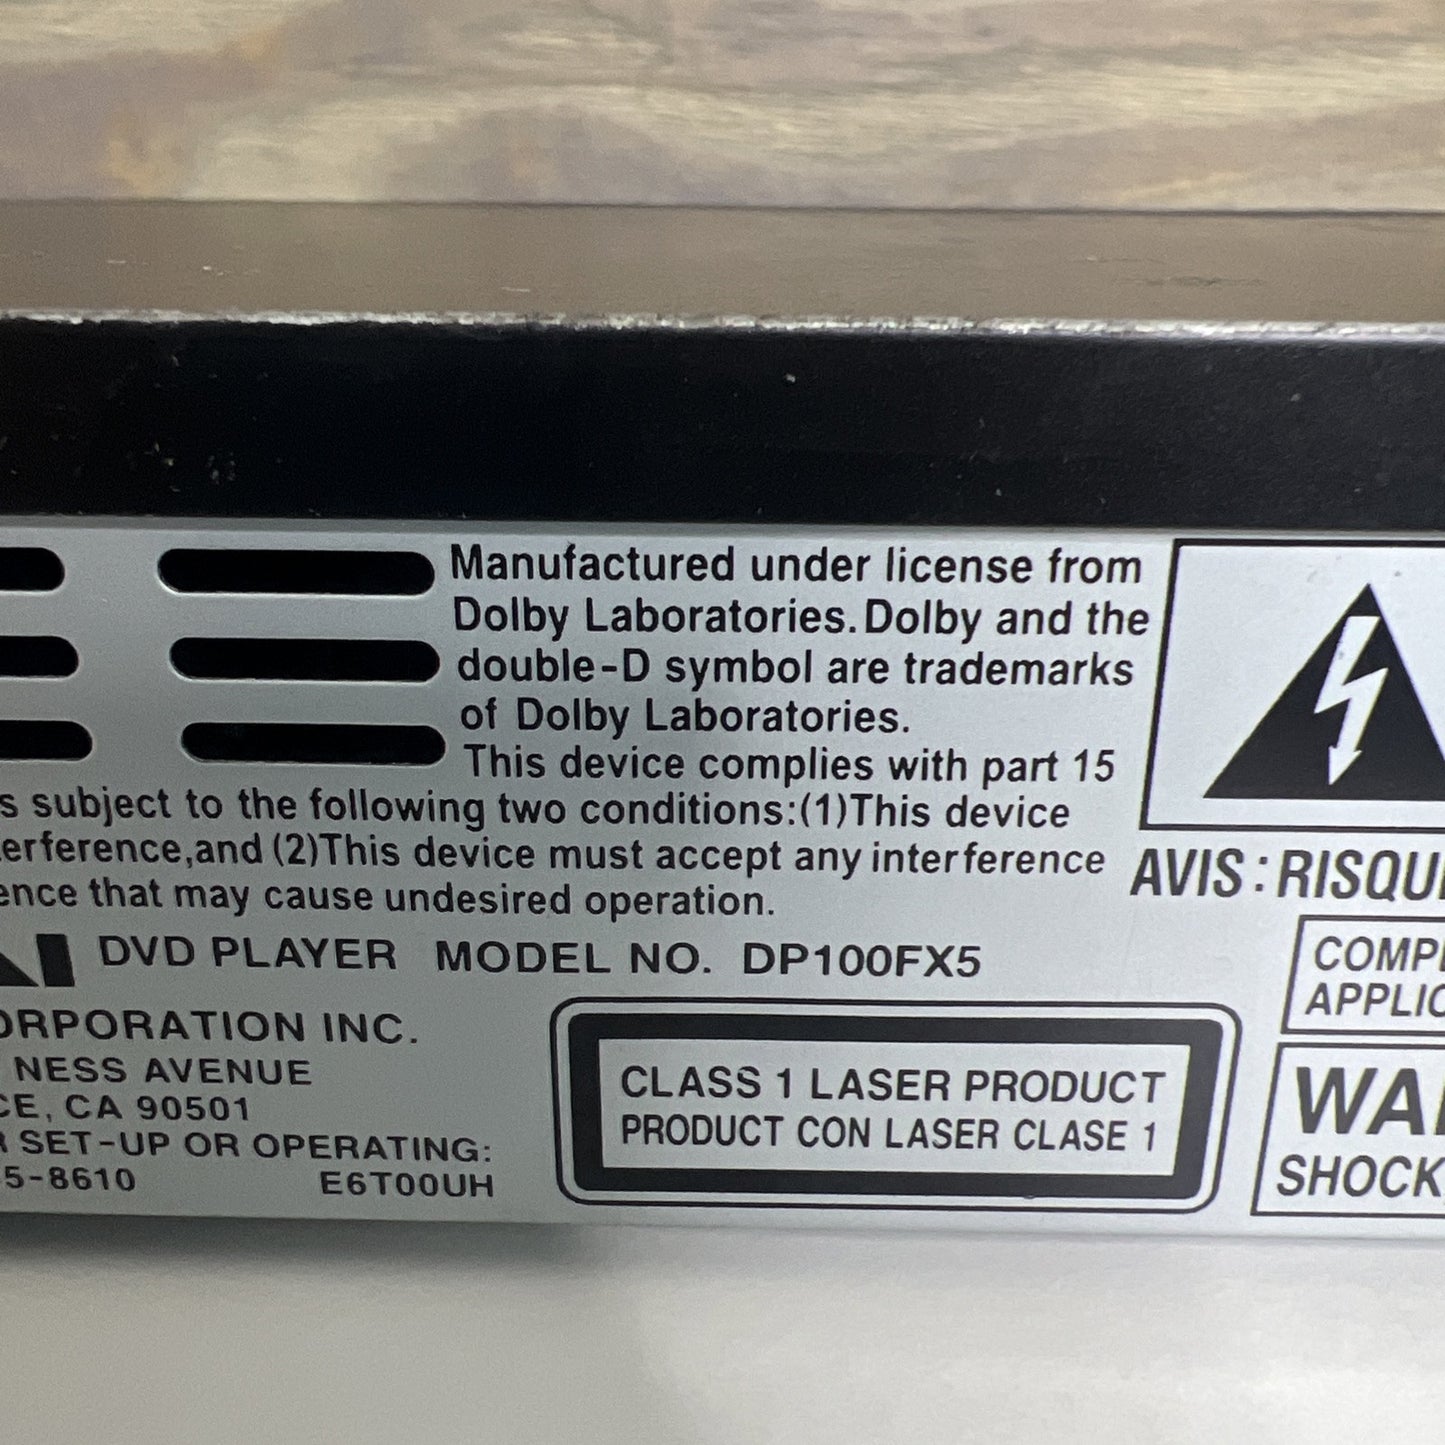 Manufactured under license from
Dolby Laboratories. Dolby and the
double-D symbol are trademarks
of Dolby Laboratories.
This device complies with part 15
s subject to the following two conditions:(1)This device
erference,and (2)This device must accept any interference
ence that may cause undesired operation.
DVD PLAYER MODEL NO. DP100FX5
ORPORATION INC.
NESS AVENUE
CE, CA 90501
R SET-UP OR OPERATING:
5-8610 E6T00UH
CLASS 1 LASER PRODUCT
PRODUCT CON LASER CLASE 1
AVIS : RISQU
COMPL
APPLIC
WA
SHOCK